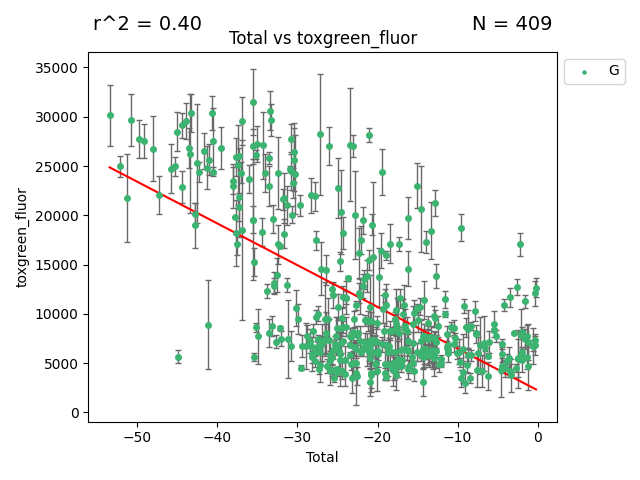 r^2 = 0.40
N = 409
Total vs toxgreen_fluor
G
35000
30000
25000
20000
15000
10000
5000
0
toxgreen_fluor
−50
−40
−30
−20
−10
0
Total